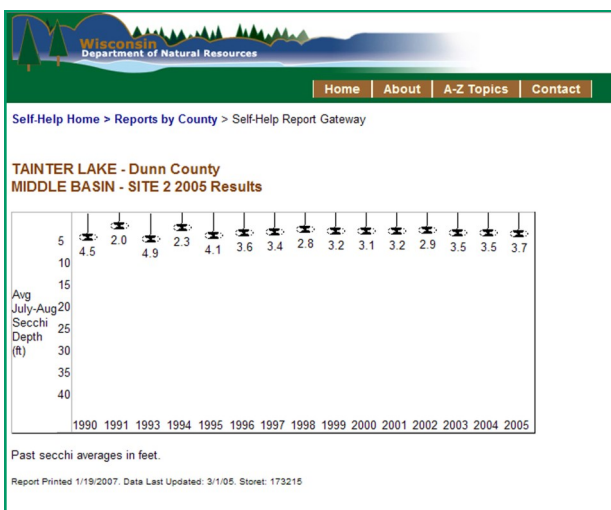 Wisconsin
Department of Natural Resources
Home About A-Z Topics Contact
Self-Help Home > Reports by County > Self-Help Report Gateway
TAINTER LAKE - Dunn County
MIDDLE BASIN - SITE 2 2005 Results
Avg
July-Aug
Secchi
Depth
(ft)
5
10
15
20
25
30
35
40
4.5 2.0 4.9 2.3 4.1 3.6 3.4 2.8 3.2 3.1 3.2 2.9 3.5 3.5 3.7
1990 1991 1993 1994 1995 1996 1997 1998 1999 2000 2001 2002 2003 2004 2005
Past secchi averages in feet.
Report Printed 1/19/2007. Data Last Updated: 3/1/05. Storet: 173215